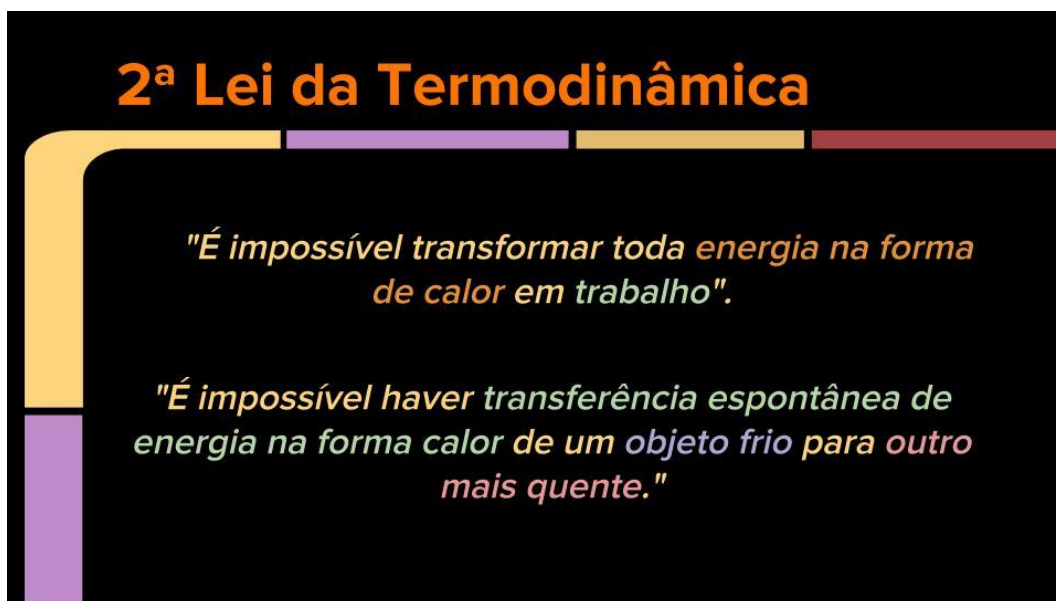 2ª Lei da Termodinâmica
"É impossível transformar toda energia na forma
de calor em trabalho".
"É impossível haver transferência espontânea de
energia na forma calor de um objeto frio para outro
mais quente."